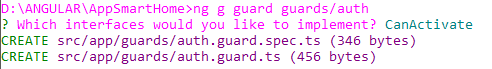 D:\ANGULAR\AppSmartHome>ng g guard guards/auth
? Which interfaces would you like to implement? CanActivate
CREATE src/app/guards/auth.guard.spec.ts (346 bytes)
CREATE src/app/guards/auth.guard.ts (456 bytes)